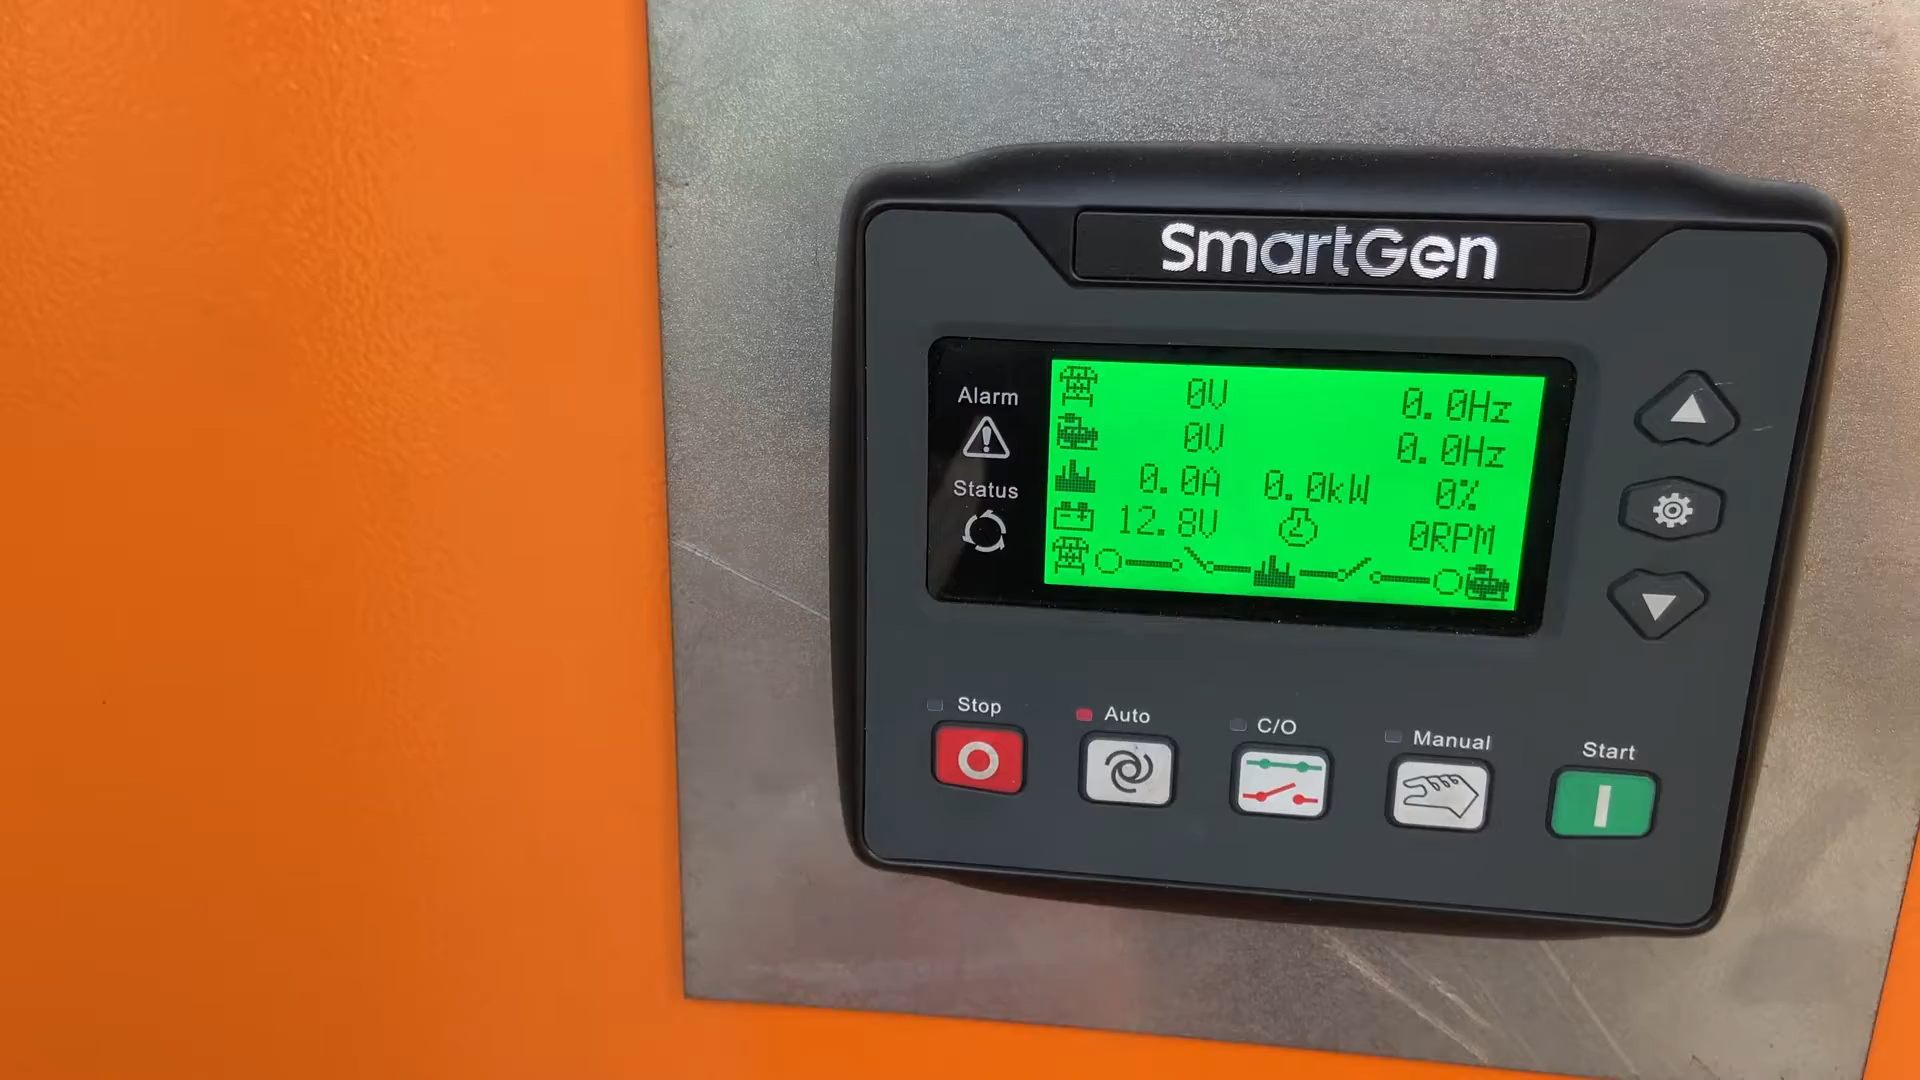 SmartGen
Alarm
Status
0V 0.0Hz
0V 0.0Hz
0.0A 0.0kW 0%
12.8V 0RPM
Stop
Auto
C/O
Manual
Start